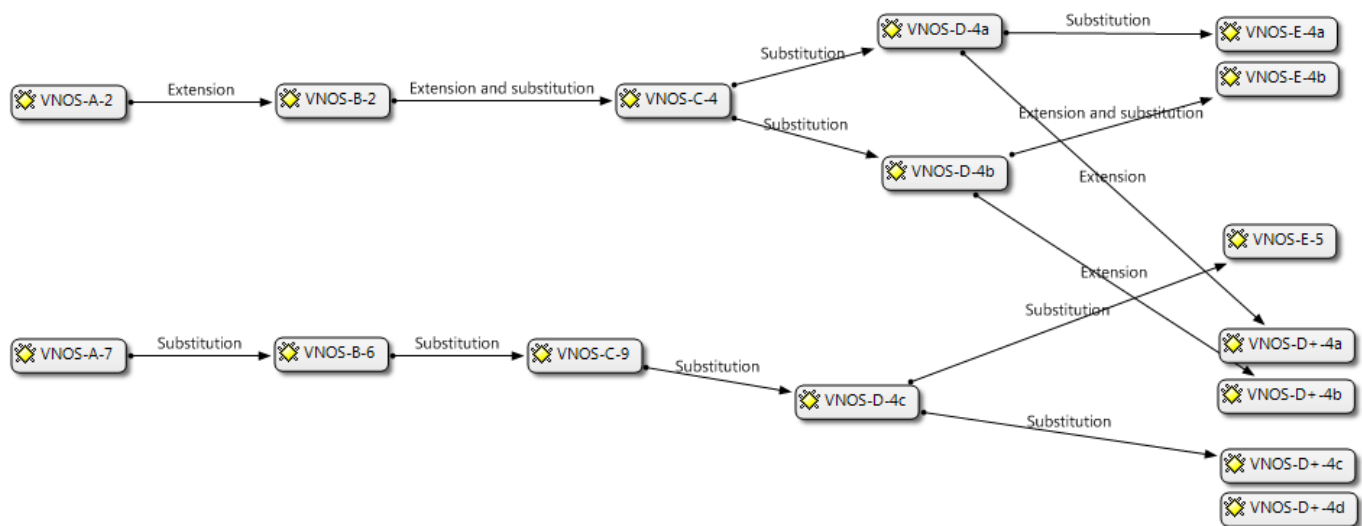 VNOS-A-2
Extension
VNOS-B-2
Extension and substitution
VNOS-C-4
Substitution
VNOS-D-4a
Substitution
VNOS-E-4a
VNOS-E-4b
Substitution
VNOS-D-4b
Extension and substitution
Extension
VNOS-E-5
Extension
Substitution
VNOS-A-7
Substitution
VNOS-B-6
Substitution
VNOS-C-9
Substitution
VNOS-D-4c
VNOS-D+-4a
VNOS-D+-4b
Substitution
VNOS-D+-4c
VNOS-D+-4d